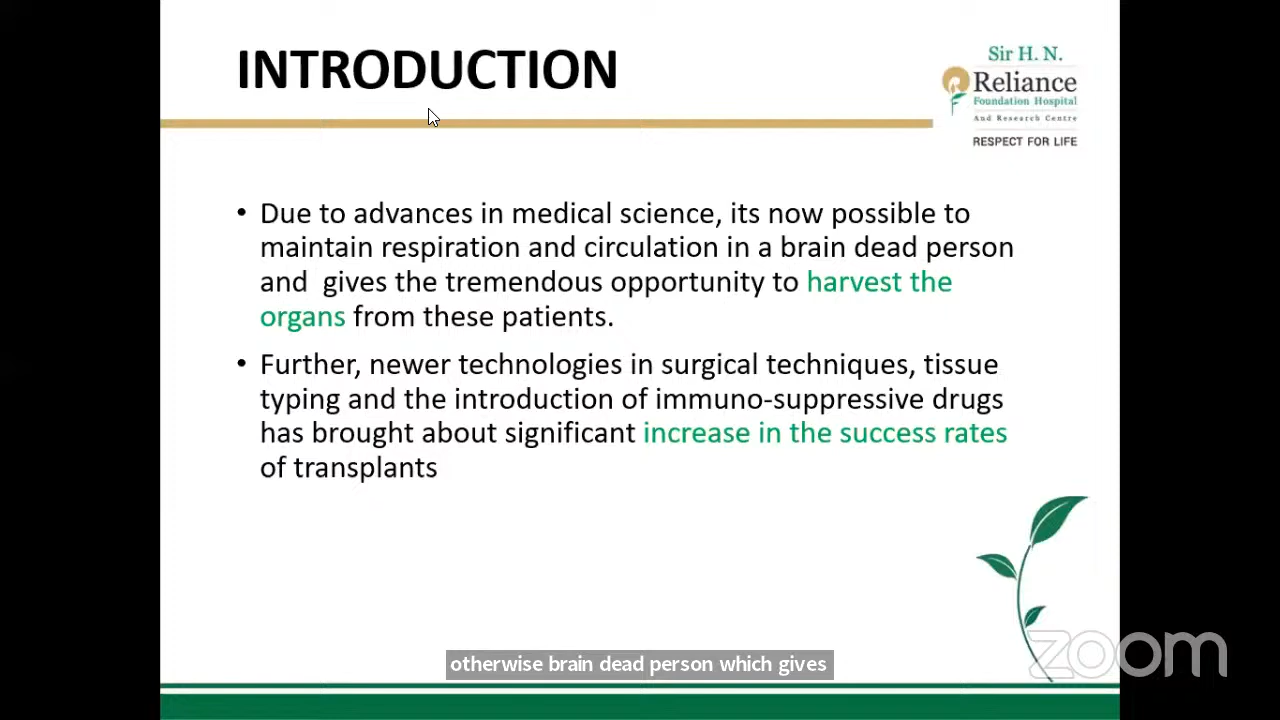 INTRODUCTION
Sir H. N.
Reliance
Foundation Hospital
And Research Centre
RESPECT FOR LIFE
• Due to advances in medical science, its now possible to
maintain respiration and circulation in a brain dead person
and gives the tremendous opportunity to harvest the
organs from these patients.
• Further, newer technologies in surgical techniques, tissue
typing and the introduction of immuno-suppressive drugs
has brought about significant increase in the success rates
of transplants
zoom
otherwise brain dead person which gives